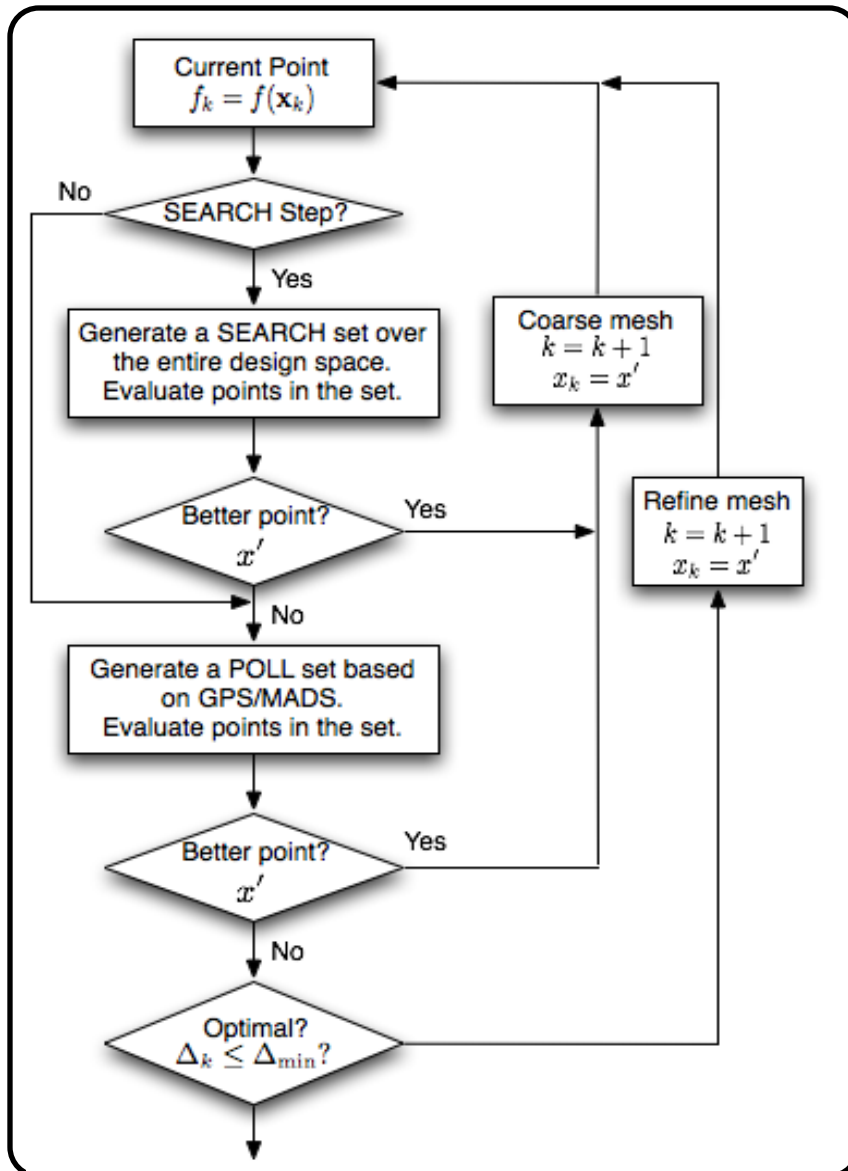 Current Point
f_k = f(𝐱_k)
No
SEARCH Step?
Yes
Generate a SEARCH set over
the entire design space.
Evaluate points in the set.
Coarse mesh
k = k + 1
x_k = x′
Better point?
x′
Yes
Refine mesh
k = k + 1
x_k = x′
No
Generate a POLL set based
on GPS/MADS.
Evaluate points in the set.
Better point?
x′
Yes
No
Optimal?
Δ_k ≤ Δ_min?